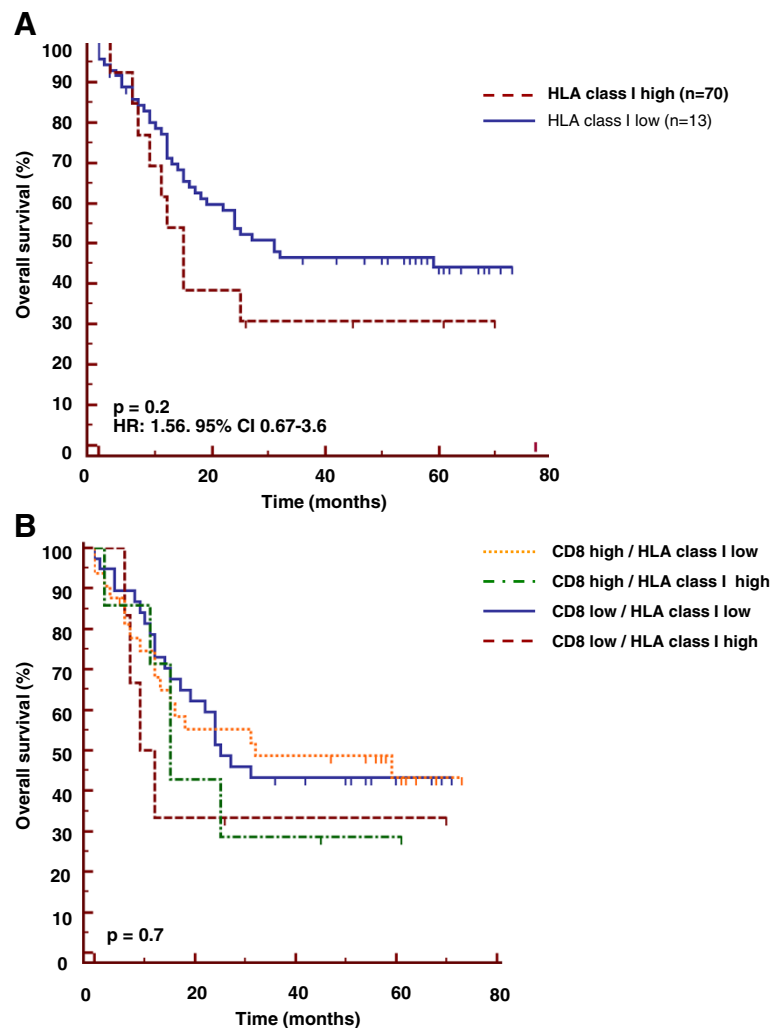 A
100
90
80
70
60
50
40
30
20
10
0
Overall survival (%)
HLA class I high (n=70)
HLA class I low (n=13)
p = 0.2
HR: 1.56. 95% CI 0.67-3.6
0 20 40 60 80
Time (months)
B
100
90
80
70
60
50
40
30
20
10
0
Overall survival (%)
CD8 high / HLA class I low
CD8 high / HLA class I high
CD8 low / HLA class I low
CD8 low / HLA class I high
p = 0.7
0 20 40 60 80
Time (months)